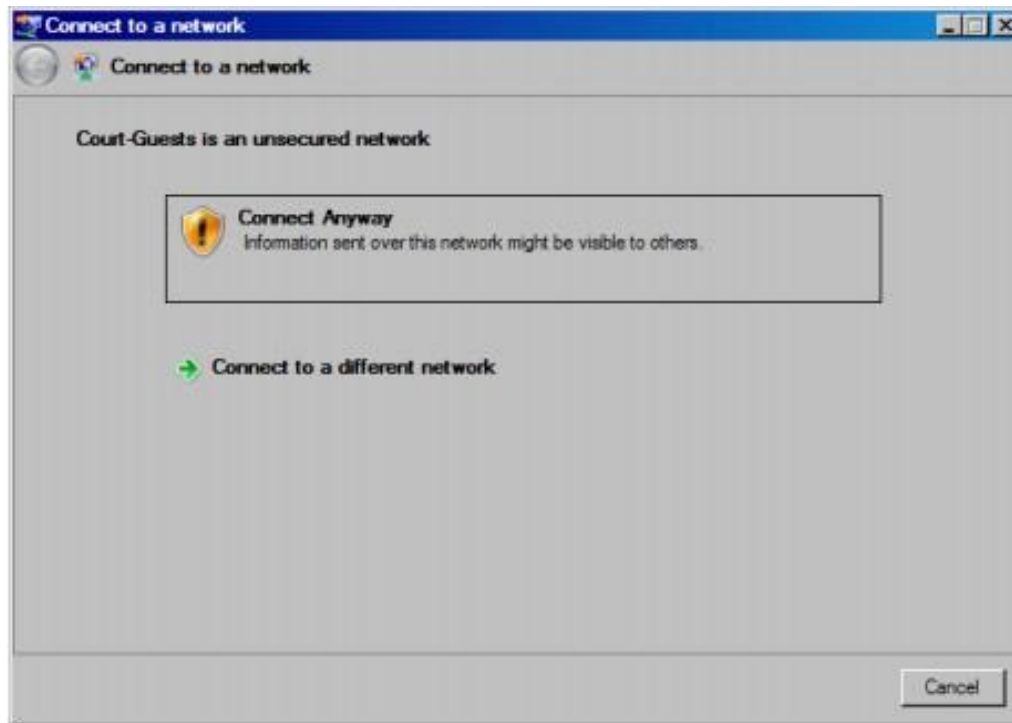 Connect to a network
Connect to a network
Court-Guests is an unsecured network
Connect Anyway
Information sent over this network might be visible to others.
Connect to a different network
Cancel